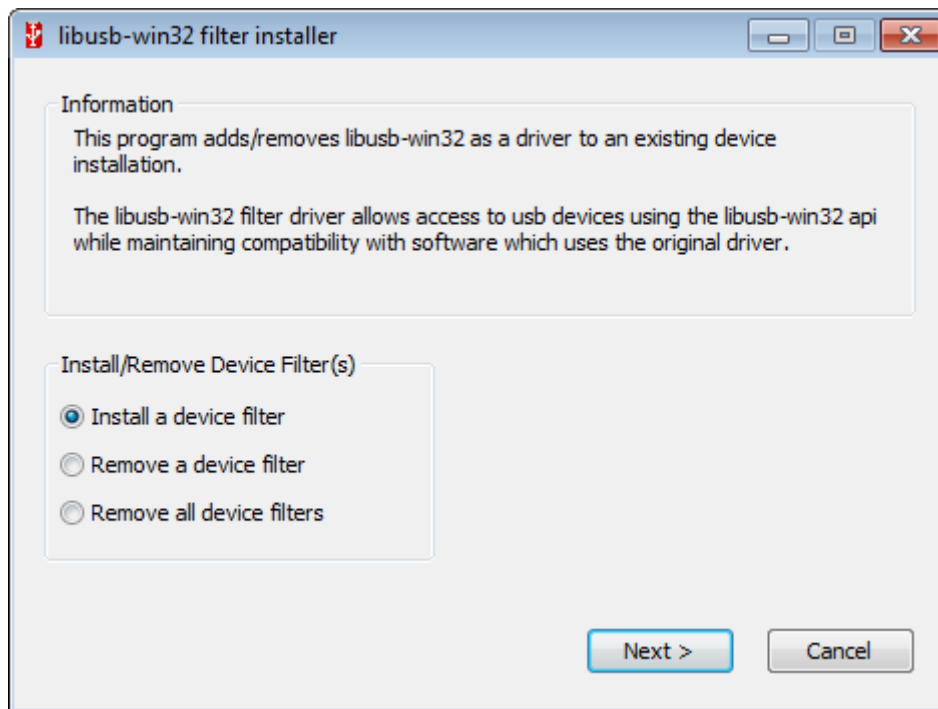 libusb-win32 filter installer
Information
This program adds/removes libusb-win32 as a driver to an existing device
installation.
The libusb-win32 filter driver allows access to usb devices using the libusb-win32 api
while maintaining compatibility with software which uses the original driver.
Install/Remove Device Filter(s)
Install a device filter
Remove a device filter
Remove all device filters
Next >
Cancel